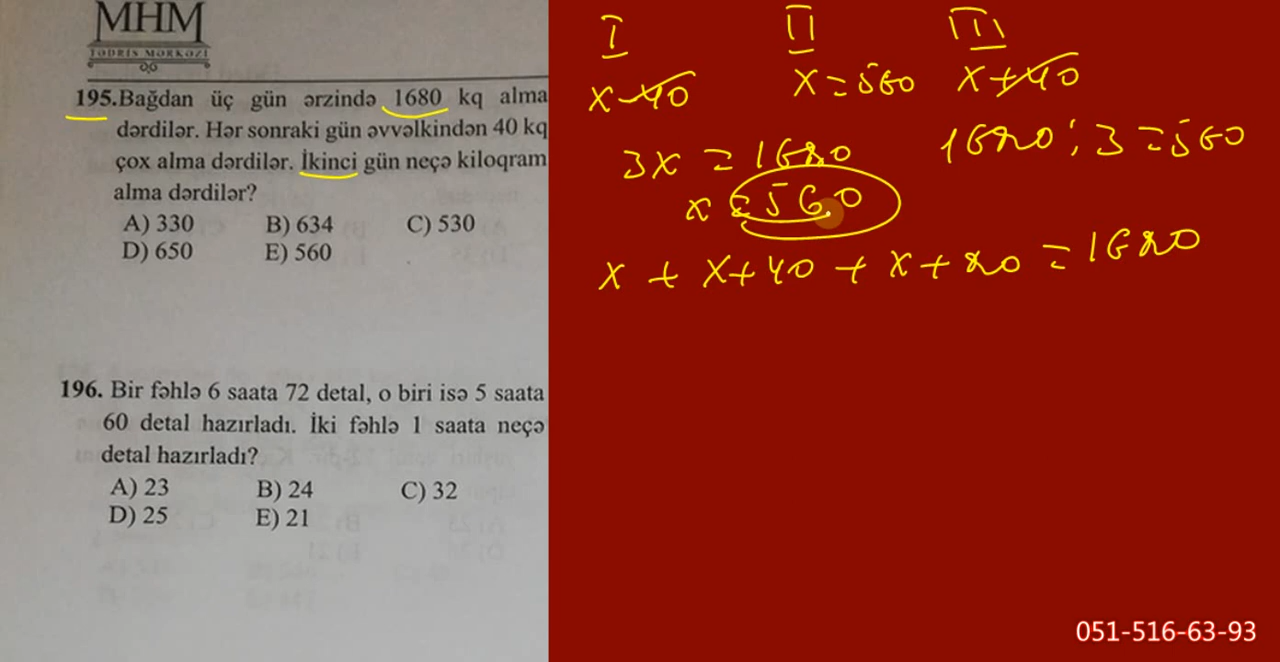 MHM
TƏDRİS MƏRKƏZİ
195.Bağdan üç gün ərzində 1680 kq alma
dərdilər. Hər sonraki gün əvvəlkindən 40 kq
çox alma dərdilər. İkinci gün neçə kiloqram
alma dərdilər?
A) 330 B) 634 C) 530
D) 650 E) 560
196. Bir fəhlə 6 saata 72 detal, o biri isə 5 saata
60 detal hazırladı. İki fəhlə 1 saata neçə
detal hazırladı?
A) 23 B) 24 C) 32
D) 25 E) 21
I II III
x-40 x=560 x+40
3x=1680 1680:3=560
x=560
x + x+40 + x+80 = 1680
051-516-63-93